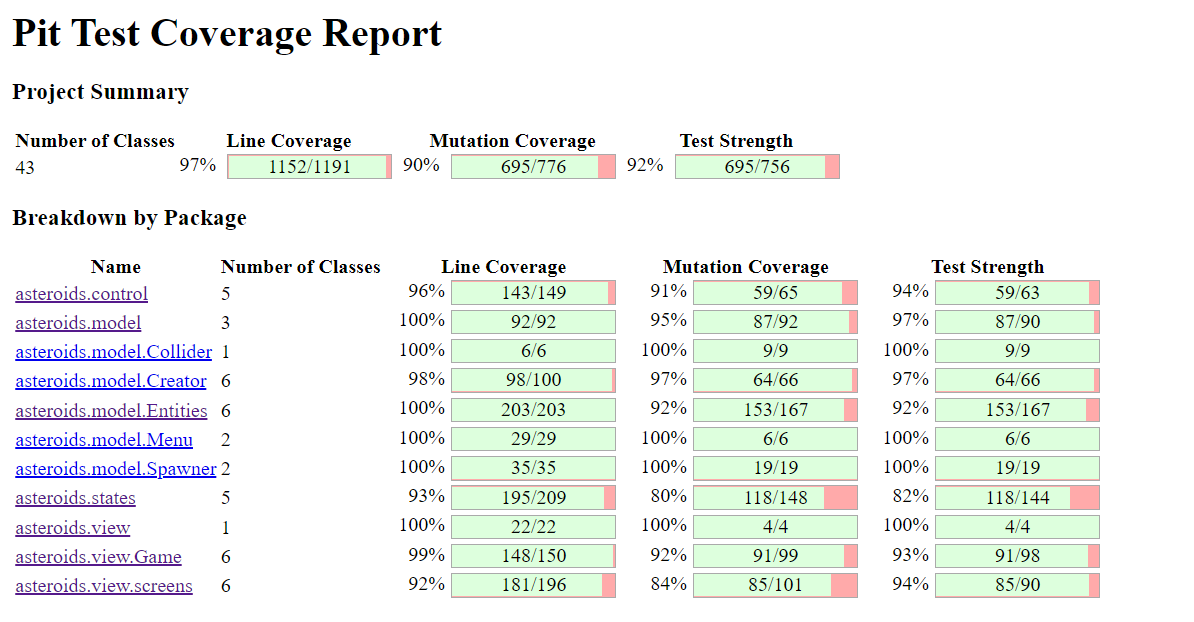 Pit Test Coverage Report
Project Summary
Number of Classes Line Coverage Mutation Coverage Test Strength
43 97% 1152/1191 90% 695/776 92% 695/756
Breakdown by Package
Name Number of Classes Line Coverage Mutation Coverage Test Strength
asteroids.control 5 96% 143/149 91% 59/65 94% 59/63
asteroids.model 3 100% 92/92 95% 87/92 97% 87/90
asteroids.model.Collider 1 100% 6/6 100% 9/9 100% 9/9
asteroids.model.Creator 6 98% 98/100 97% 64/66 97% 64/66
asteroids.model.Entities 6 100% 203/203 92% 153/167 92% 153/167
asteroids.model.Menu 2 100% 29/29 100% 6/6 100% 6/6
asteroids.model.Spawner 2 100% 35/35 100% 19/19 100% 19/19
asteroids.states 5 93% 195/209 80% 118/148 82% 118/144
asteroids.view 1 100% 22/22 100% 4/4 100% 4/4
asteroids.view.Game 6 99% 148/150 92% 91/99 93% 91/98
asteroids.view.screens 6 92% 181/196 84% 85/101 94% 85/90